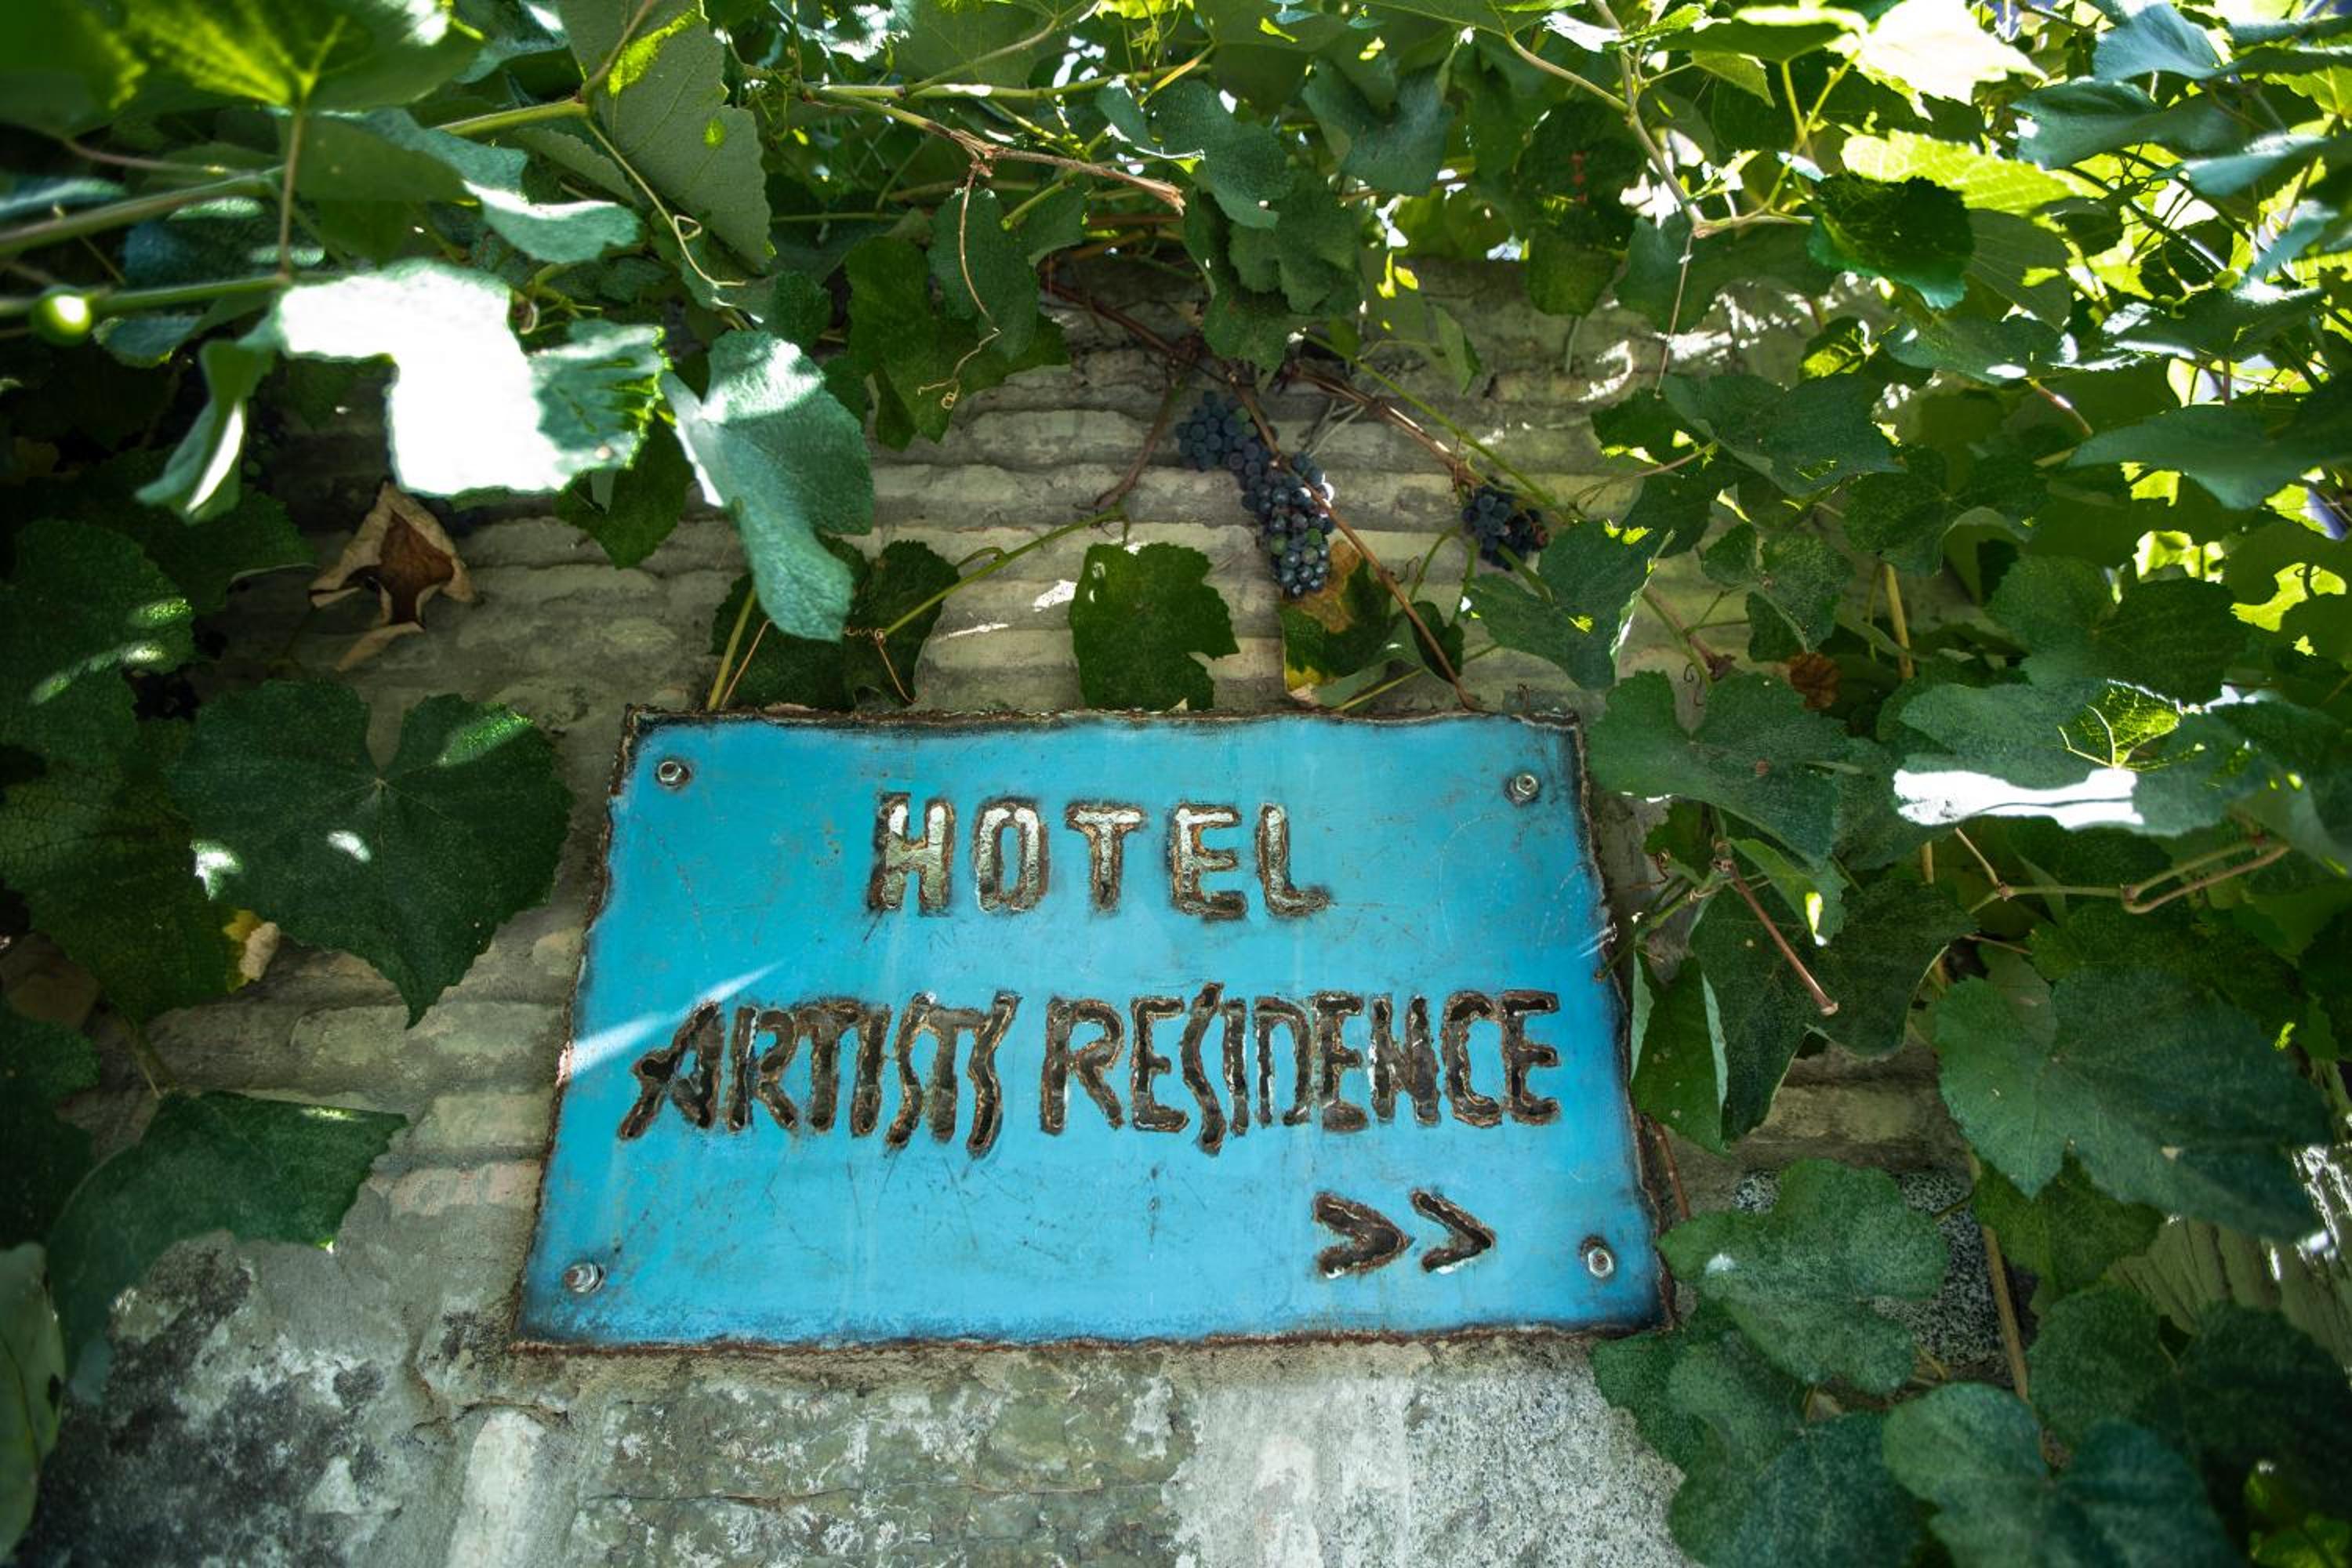 HOTEL
ARTISTS RESIDENCE
>>